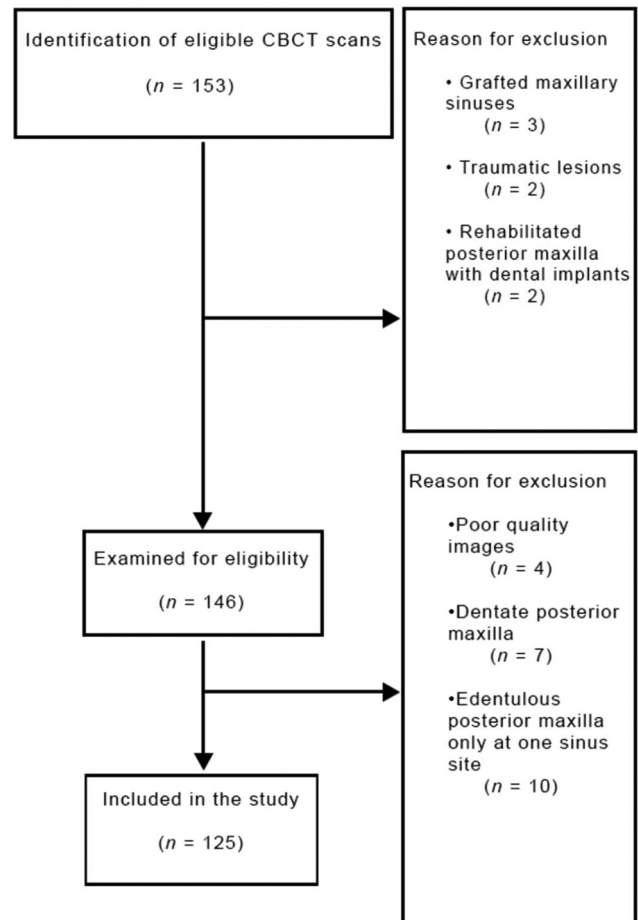 Identification of eligible CBCT scans
(n = 153)
Reason for exclusion
• Grafted maxillary
sinuses
(n = 3)
• Traumatic lesions
(n = 2)
• Rehabilitated
posterior maxilla
with dental implants
(n = 2)
Examined for eligibility
(n = 146)
Reason for exclusion
•Poor quality
images
(n = 4)
•Dentate posterior
maxilla
(n = 7)
•Edentulous
posterior maxilla
only at one sinus
site
(n = 10)
Included in the study
(n = 125)